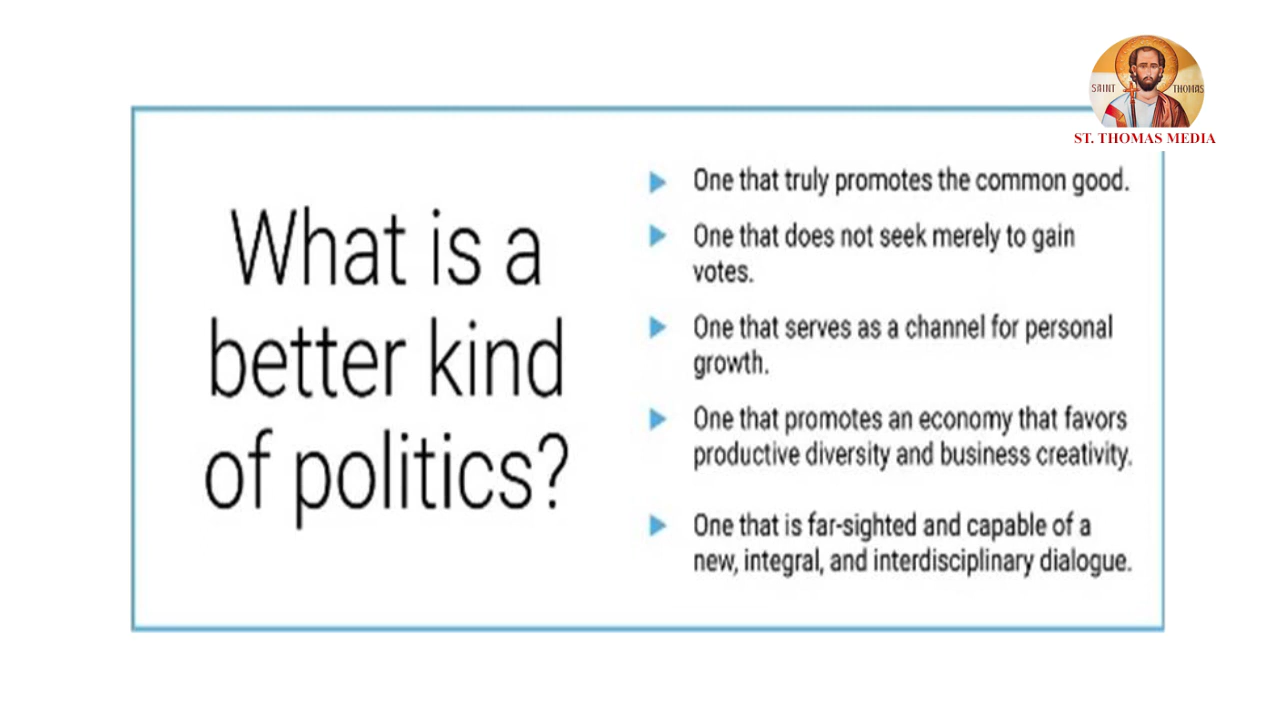 SAINT THOMAS
ST. THOMAS MEDIA
What is a
better kind
of politics?
One that truly promotes the common good.
One that does not seek merely to gain
votes.
One that serves as a channel for personal
growth.
One that promotes an economy that favors
productive diversity and business creativity.
One that is far-sighted and capable of a
new, integral, and interdisciplinary dialogue.